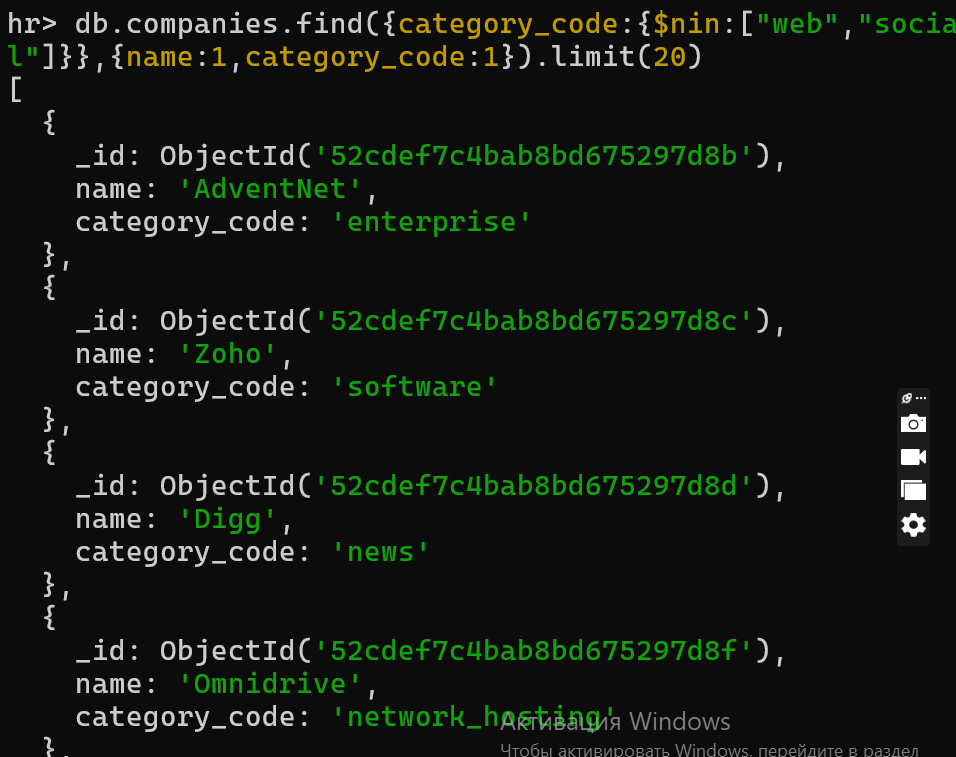 hr> db.companies.find({category_code:{$nin:["web","socia
l"]}},{name:1,category_code:1}).limit(20)
[
  {
    _id: ObjectId('52cdef7c4bab8bd675297d8b'),
    name: 'AdventNet',
    category_code: 'enterprise'
  },
  {
    _id: ObjectId('52cdef7c4bab8bd675297d8c'),
    name: 'Zoho',
    category_code: 'software'
  },
  {
    _id: ObjectId('52cdef7c4bab8bd675297d8d'),
    name: 'Digg',
    category_code: 'news'
  },
  {
    _id: ObjectId('52cdef7c4bab8bd675297d8f'),
    name: 'Omnidrive',
    category_code: 'network_hosting'
Активация Windows
  },
Чтобы активировать Windows, перейдите в раздел